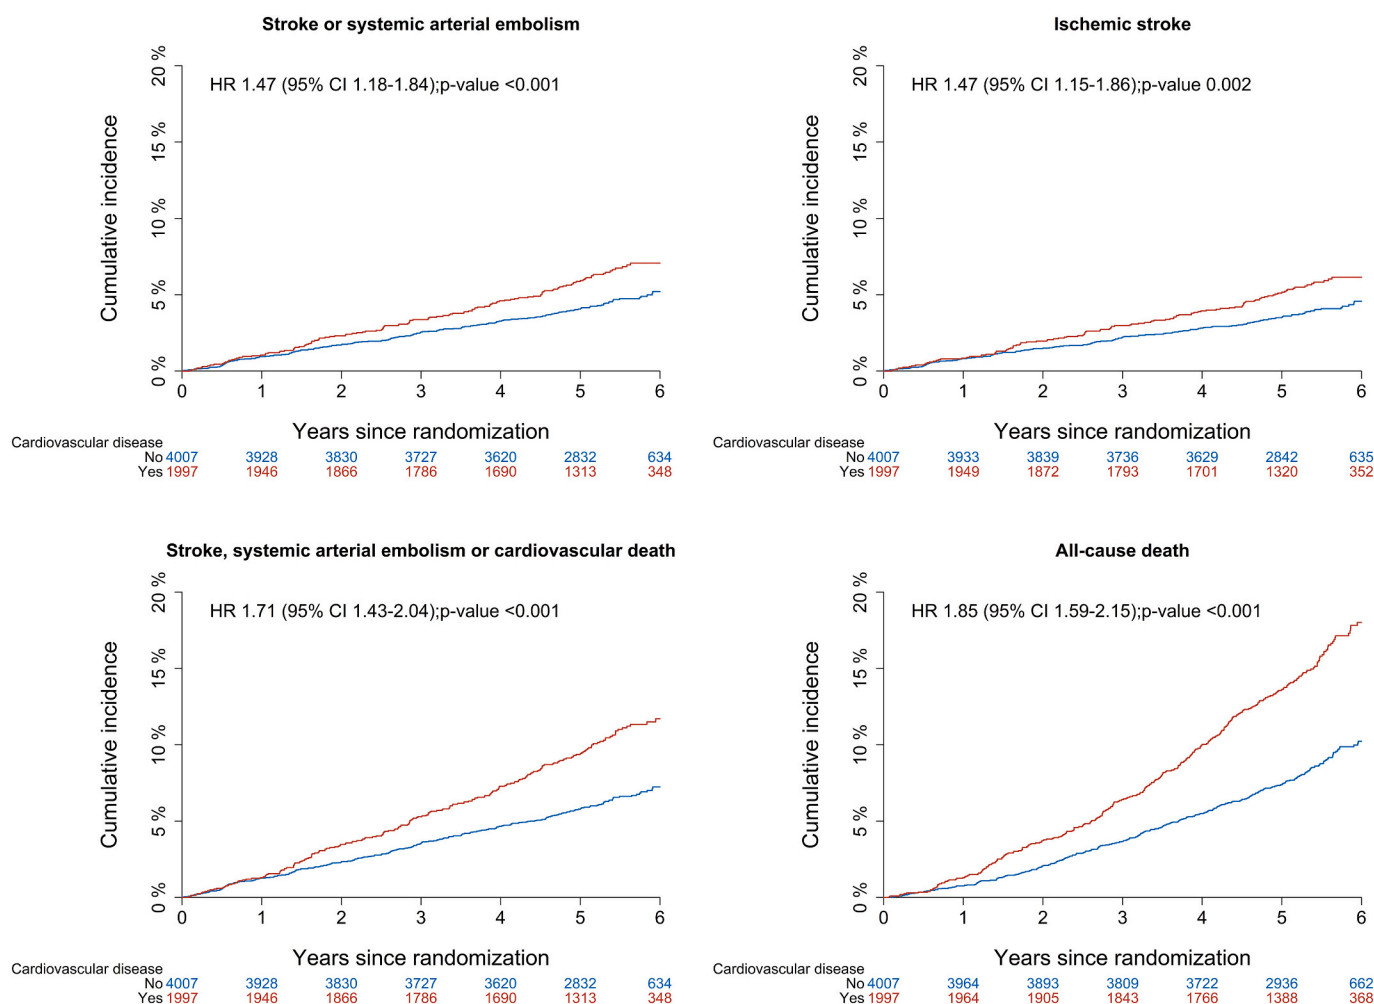 Stroke or systemic arterial embolism
HR 1.47 (95% CI 1.18-1.84);p-value <0.001
Cumulative incidence
20 %
15 %
10 %
5 %
0 %
0 1 2 3 4 5 6
Years since randomization
Cardiovascular disease
No 4007 3928 3830 3727 3620 2832 634
Yes 1997 1946 1866 1786 1690 1313 348
Ischemic stroke
HR 1.47 (95% CI 1.15-1.86);p-value 0.002
Cumulative incidence
20 %
15 %
10 %
5 %
0 %
0 1 2 3 4 5 6
Years since randomization
Cardiovascular disease
No 4007 3933 3839 3736 3629 2842 635
Yes 1997 1949 1872 1793 1701 1320 352
Stroke, systemic arterial embolism or cardiovascular death
HR 1.71 (95% CI 1.43-2.04);p-value <0.001
Cumulative incidence
20 %
15 %
10 %
5 %
0 %
0 1 2 3 4 5 6
Years since randomization
Cardiovascular disease
No 4007 3928 3830 3727 3620 2832 634
Yes 1997 1946 1866 1786 1690 1313 348
All-cause death
HR 1.85 (95% CI 1.59-2.15);p-value <0.001
Cumulative incidence
20 %
15 %
10 %
5 %
0 %
0 1 2 3 4 5 6
Years since randomization
Cardiovascular disease
No 4007 3964 3893 3809 3722 2936 662
Yes 1997 1964 1905 1843 1766 1388 368